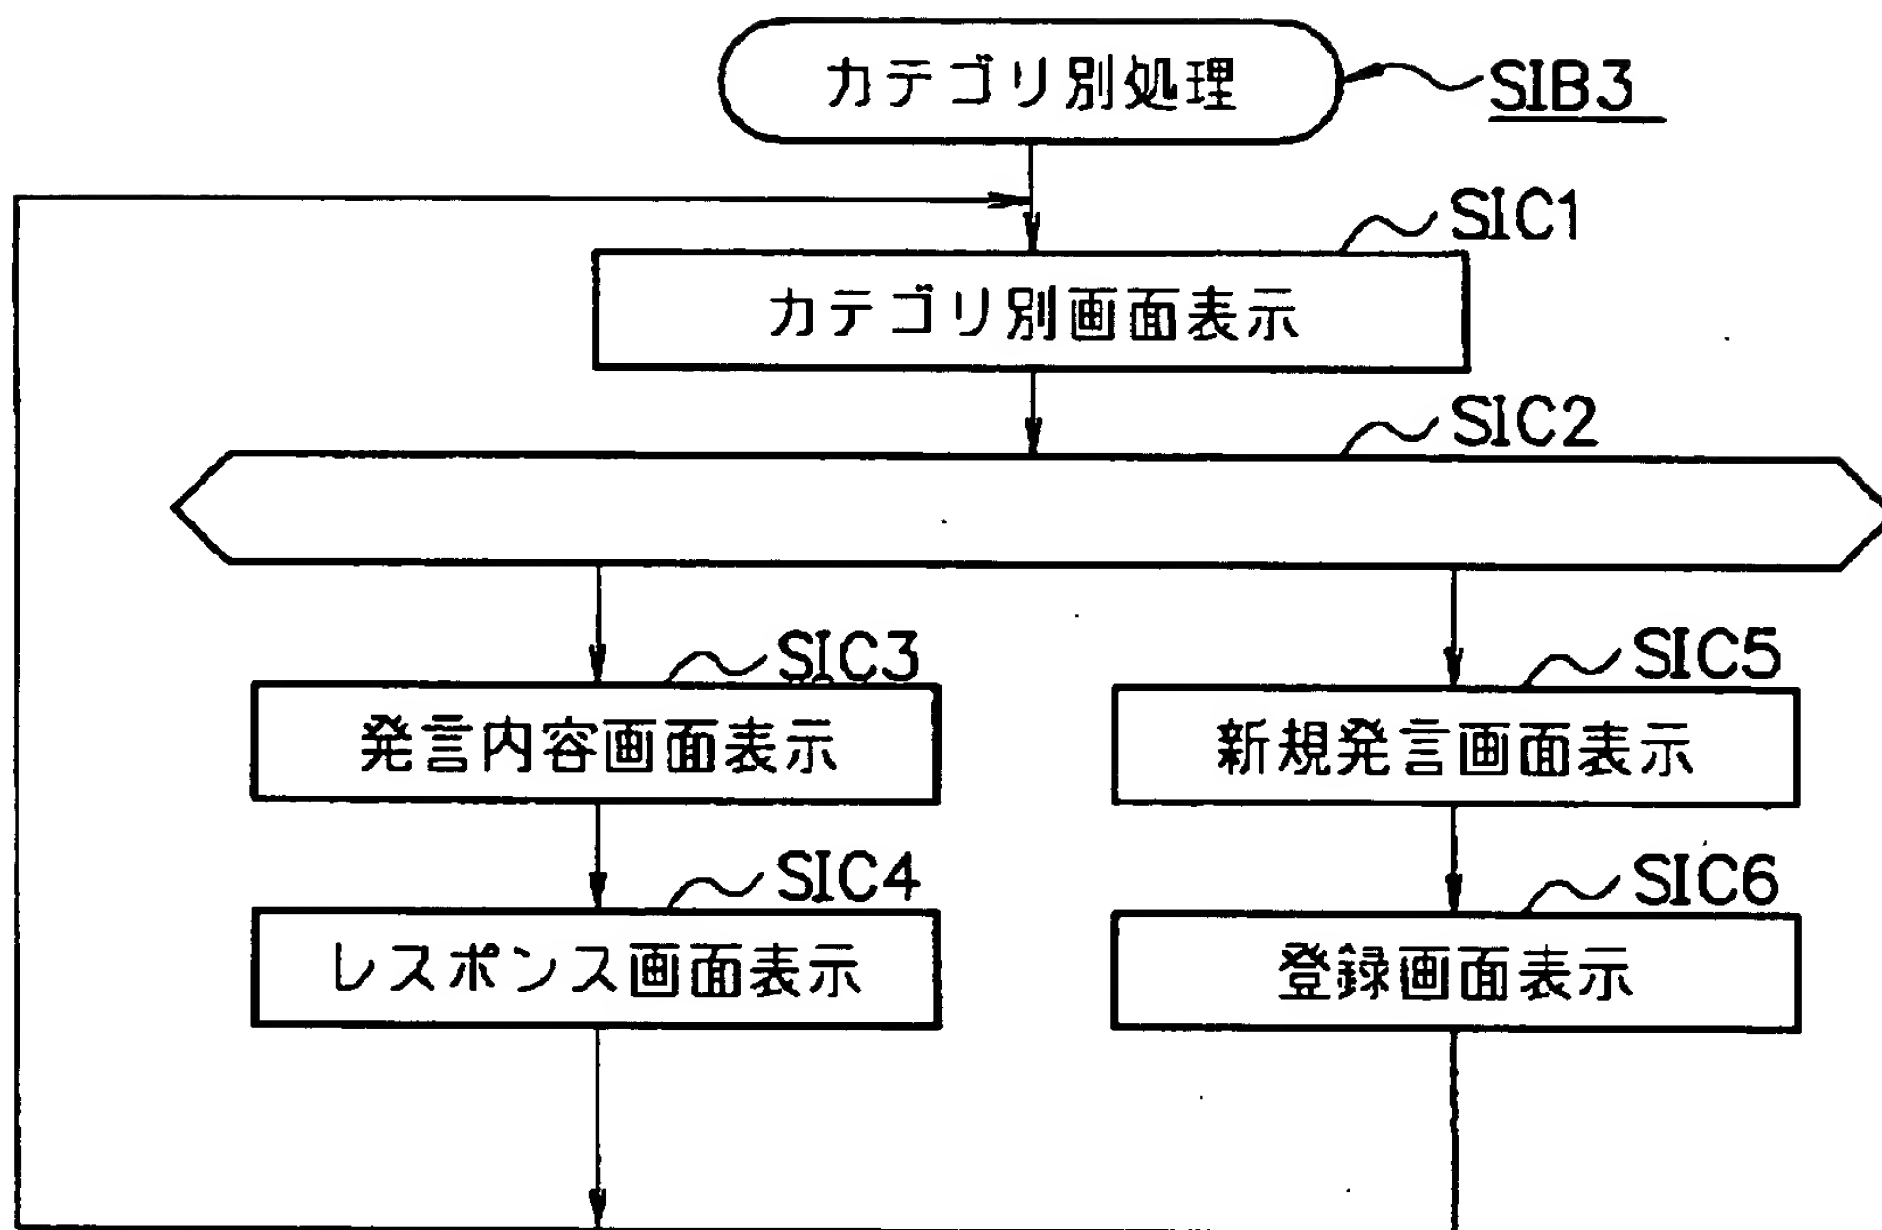 カテゴリ別処理
SIB3
SIC1
カテゴリ別画面表示
SIC2
SIC3
SIC5
発言内容画面表示
新規発言画面表示
SIC4
SIC6
レスポンス画面表示
登録画面表示